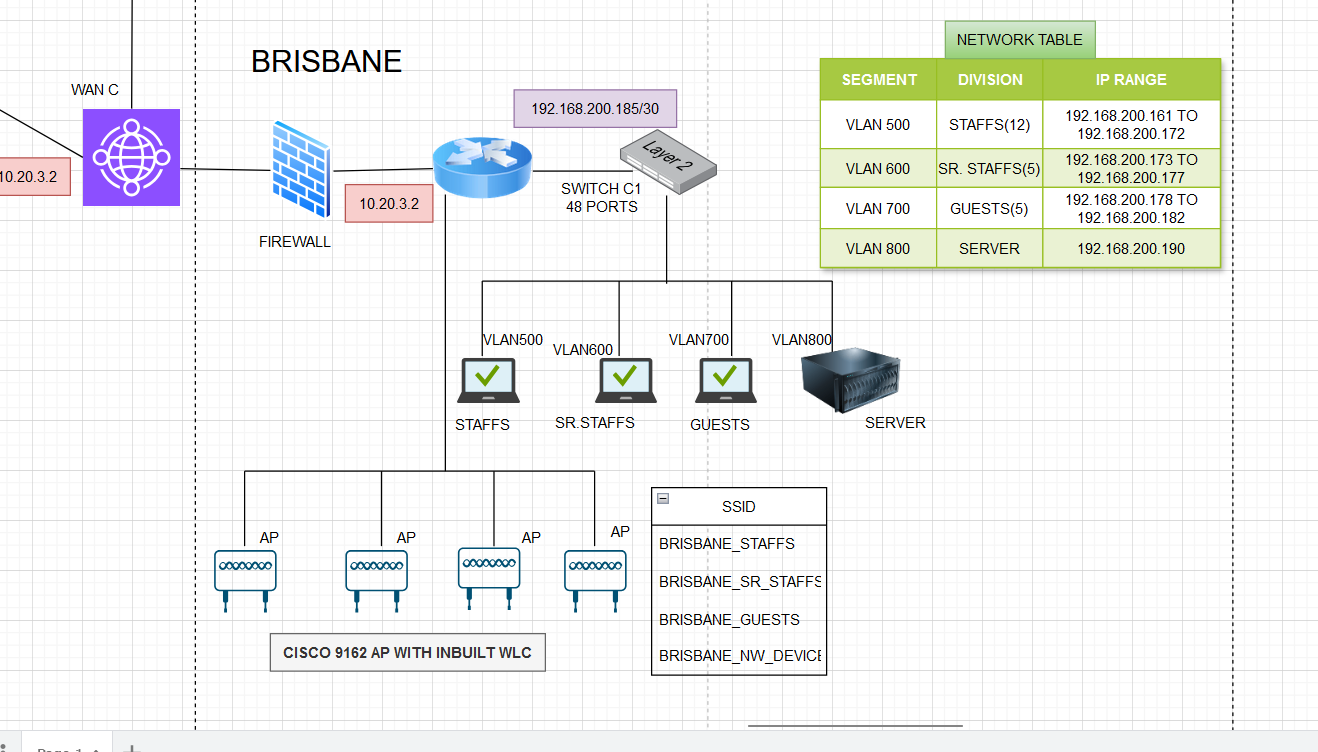 BRISBANE
WAN C
10.20.3.2
FIREWALL
10.20.3.2
192.168.200.185/30
Layer 2
SWITCH C1
48 PORTS
NETWORK TABLE
SEGMENT DIVISION IP RANGE
VLAN 500 STAFFS(12) 192.168.200.161 TO
192.168.200.172
VLAN 600 SR. STAFFS(5) 192.168.200.173 TO
192.168.200.177
VLAN 700 GUESTS(5) 192.168.200.178 TO
192.168.200.182
VLAN 800 SERVER 192.168.200.190
VLAN500
VLAN600
VLAN700
VLAN800
STAFFS
SR.STAFFS
GUESTS
SERVER
AP
AP
AP
AP
CISCO 9162 AP WITH INBUILT WLC
SSID
BRISBANE_STAFFS
BRISBANE_SR_STAFFS
BRISBANE_GUESTS
BRISBANE_NW_DEVICE
Page-1